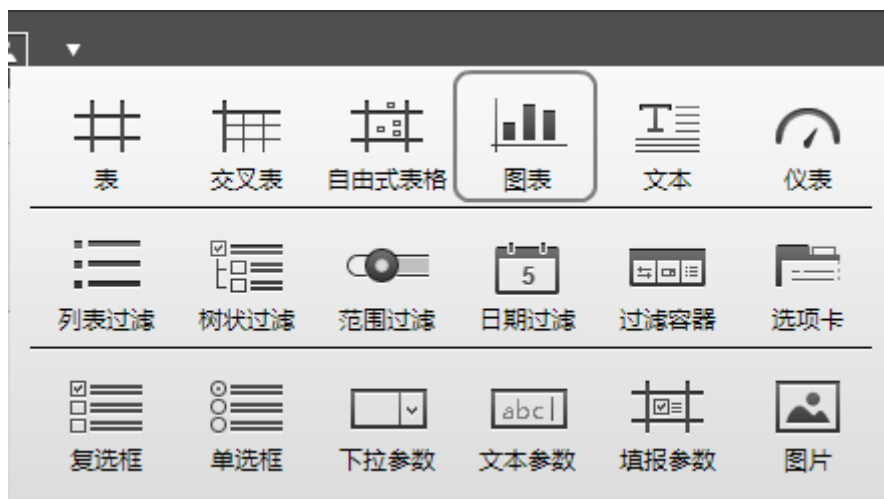 表 交叉表 自由式表格 图表 文本 仪表
5
列表过滤 树状过滤 范围过滤 日期过滤 过滤容器 选项卡
abc
复选框 单选框 下拉参数 文本参数 填报参数 图片